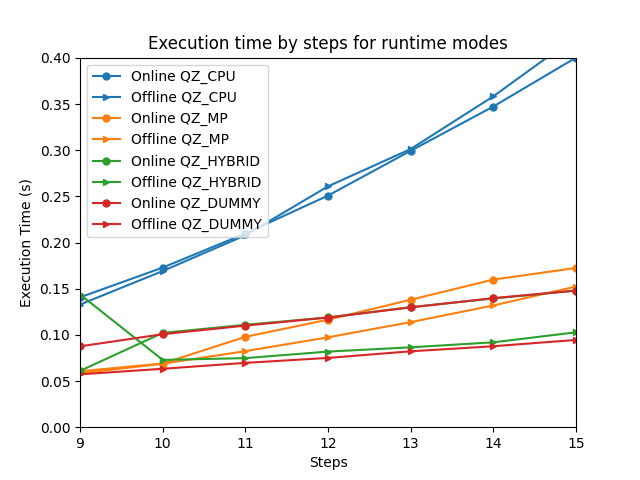 Execution time by steps for runtime modes
0.40
0.35
0.30
0.25
0.20
0.15
0.10
0.05
0.00
Execution Time (s)
Online QZ_CPU
Offline QZ_CPU
Online QZ_MP
Offline QZ_MP
Online QZ_HYBRID
Offline QZ_HYBRID
Online QZ_DUMMY
Offline QZ_DUMMY
9 10 11 12 13 14 15
Steps